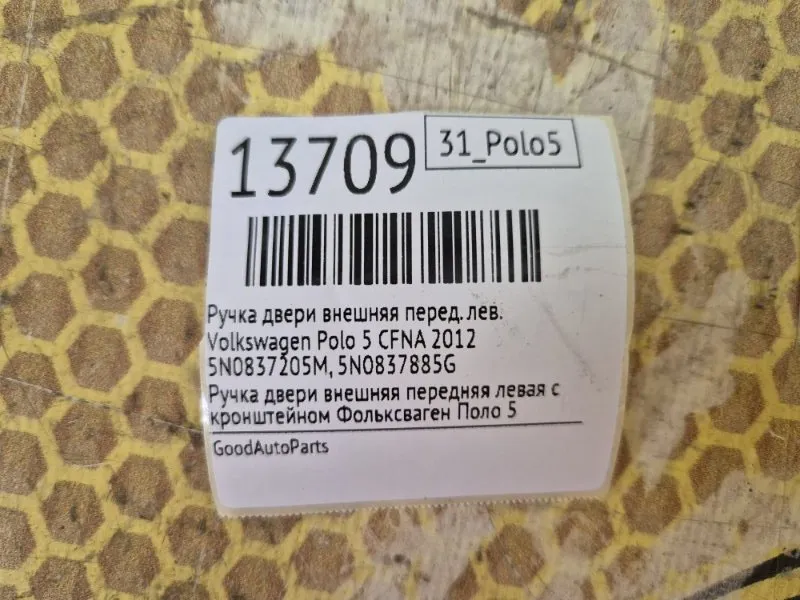 13709
31_Polo5
Ручка двери внешняя перед. лев.
Volkswagen Polo 5 CFNA 2012
5N0837205M, 5N0837885G
Ручка двери внешняя передняя левая с
кронштейном Фольксваген Поло 5
GoodAutoParts